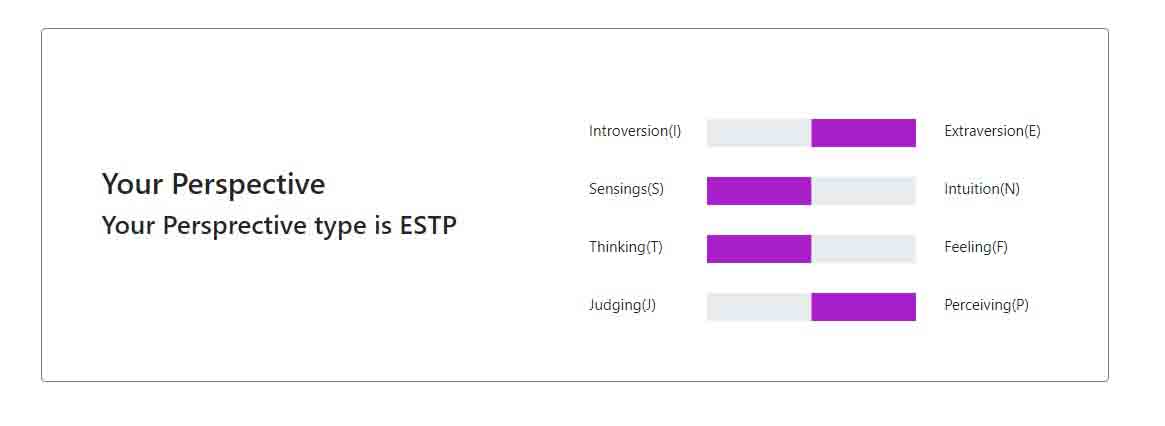 Your Perspective
Your Persprective type is ESTP
Introversion(I) Extraversion(E)
Sensings(S) Intuition(N)
Thinking(T) Feeling(F)
Judging(J) Perceiving(P)